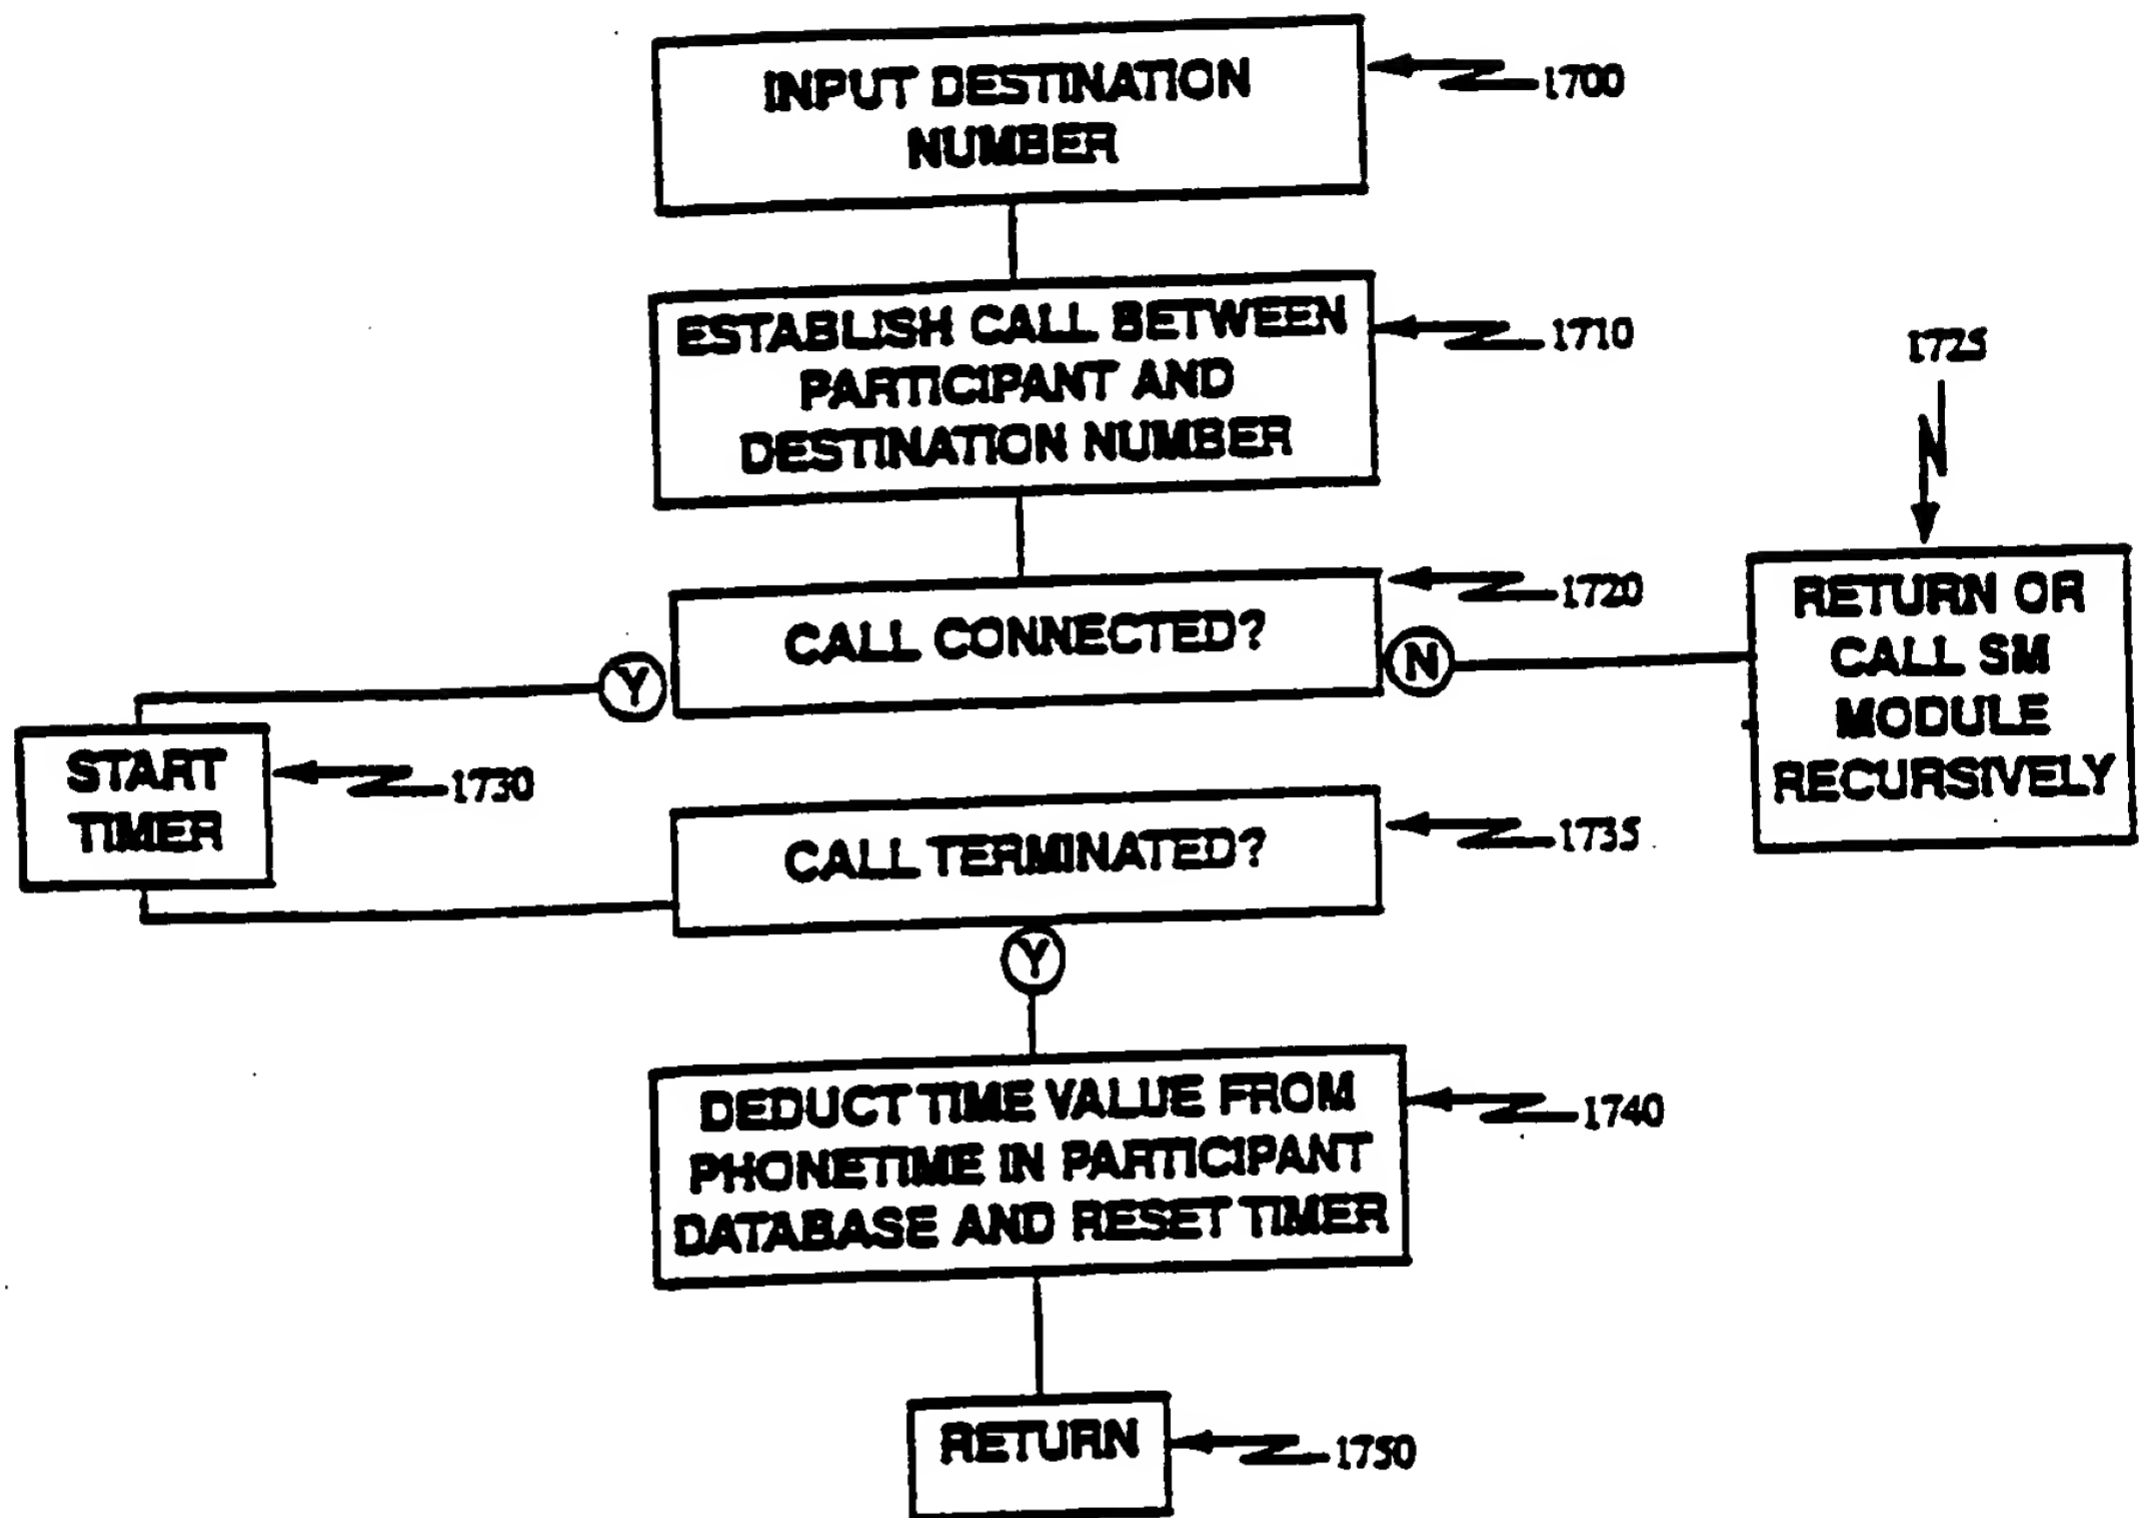 INPUT DESTINATION
NUMBER
1700
ESTABLISH CALL BETWEEN
PARTICIPANT AND
DESTINATION NUMBER
1710
1725
CALL CONNECTED?
1720
Y
N
RETURN OR
CALL SM
MODULE
RECURSIVELY
START
TIMER
1730
CALL TERMINATED?
1735
Y
DEDUCT TIME VALUE FROM
PHONETIME IN PARTICIPANT
DATABASE AND RESET TIMER
1740
RETURN
1750